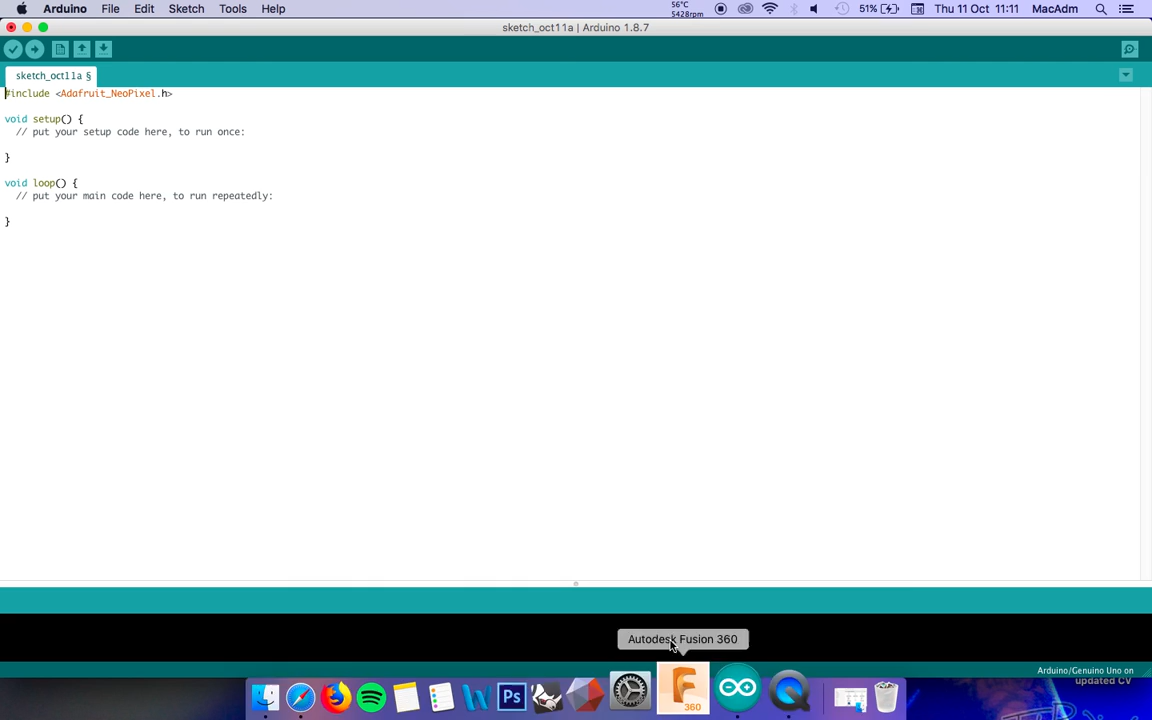 Arduino File Edit Sketch Tools Help 56°C 5428rpm 51% Thu 11 Oct 11:11 MacAdm
sketch_oct11a | Arduino 1.8.7
sketch_oct11a §
#include <Adafruit_NeoPixel.h>
void setup() {
// put your setup code here, to run once:
}
void loop() {
// put your main code here, to run repeatedly:
}
Autodesk Fusion 360
Arduino/Genuino Uno on
updated CV
Ps
360